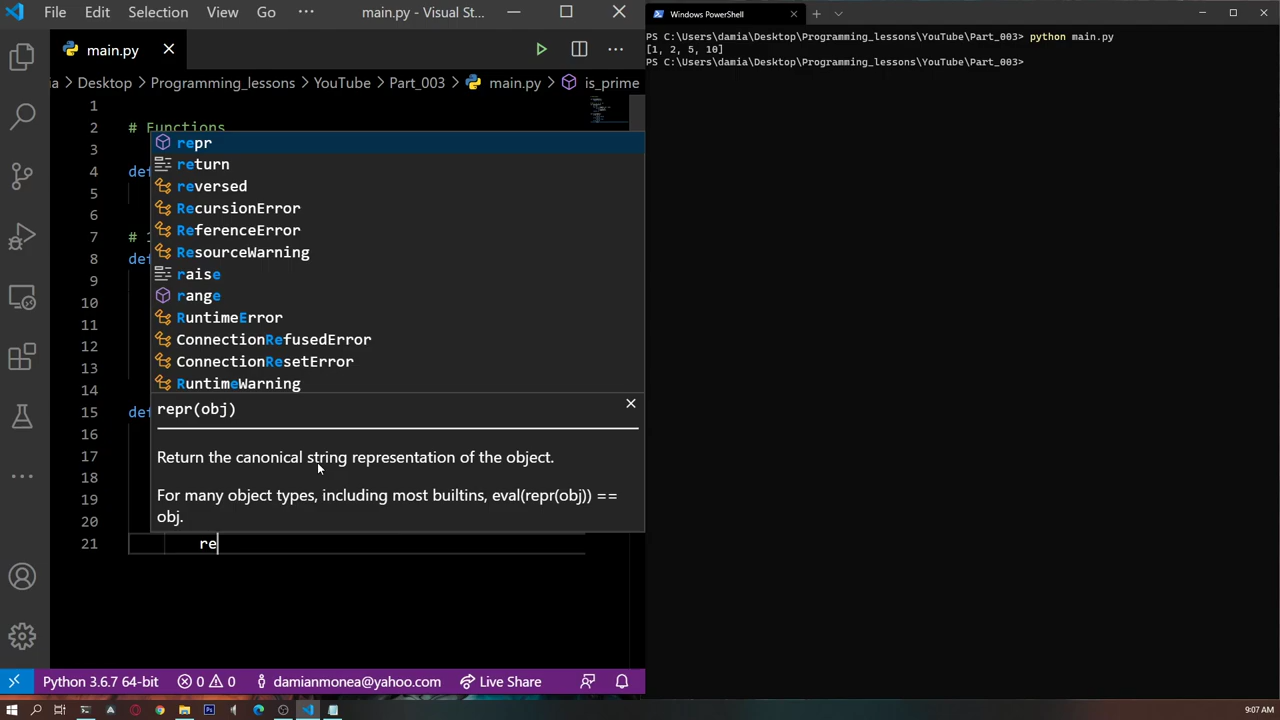 File Edit Selection View Go ··· main.py - Visual St...
main.py
ia > Desktop > Programming_lessons > YouTube > Part_003 > main.py > is_prime
1
2 # Functions
3
4 def
5
6
7 # 1
8 def
9
10
11
12
13
14
15 def
16
17
18
19
20
21 re
repr
return
reversed
RecursionError
ReferenceError
ResourceWarning
raise
range
RuntimeError
ConnectionRefusedError
ConnectionResetError
RuntimeWarning
repr(obj)
Return the canonical string representation of the object.
For many object types, including most builtins, eval(repr(obj)) ==
obj.
Python 3.6.7 64-bit 0 0 damianmonea@yahoo.com Live Share
Windows PowerShell
PS C:\Users\damia\Desktop\Programming_lessons\YouTube\Part_003> python main.py
[1, 2, 5, 10]
PS C:\Users\damia\Desktop\Programming_lessons\YouTube\Part_003>
9:07 AM